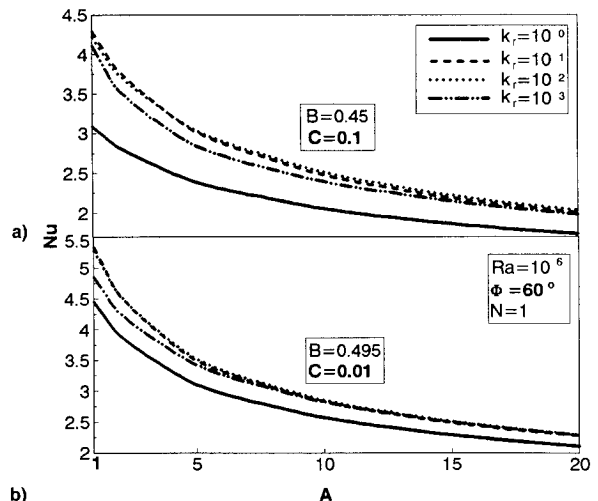 4.5
4
3.5
3
2.5
2
k_r=10^0
k_r=10^1
k_r=10^2
k_r=10^3
B=0.45
C=0.1
a)
Nu
5.5
5
4.5
4
3.5
3
2.5
2
Ra=10^6
Φ=60°
N=1
B=0.495
C=0.01
1 5 10 15 20
b) A